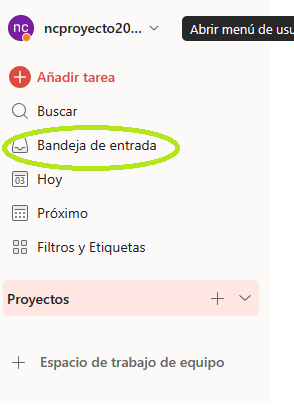 nc ncproyecto20... Abrir menú de usu
Añadir tarea
Buscar
Bandeja de entrada
03 Hoy
Próximo
Filtros y Etiquetas
Proyectos
Espacio de trabajo de equipo